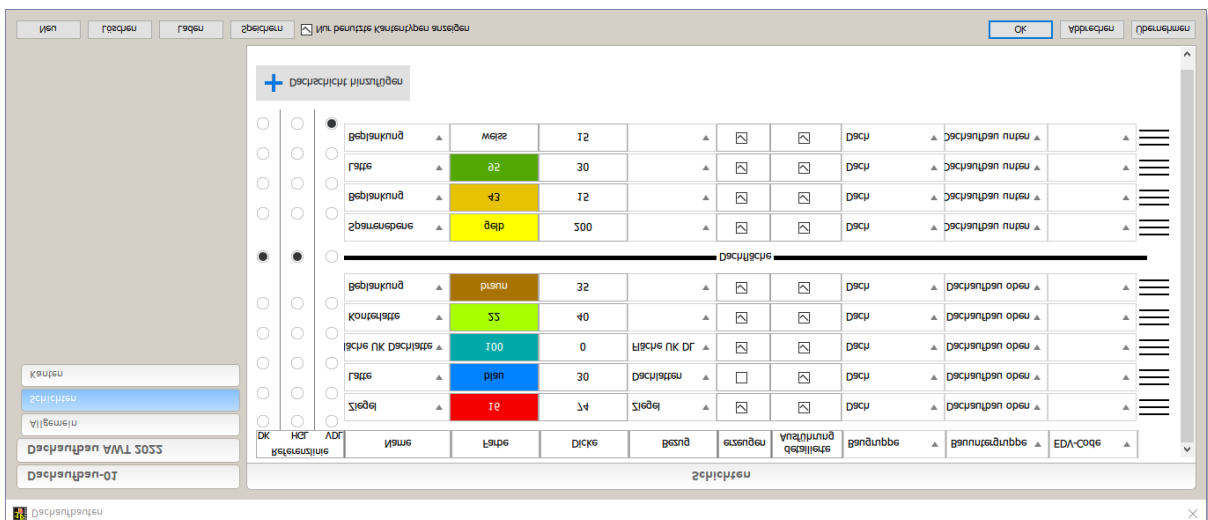 Dachaufbauten
Dachaufbau-01
Dachaufbau AWT 2022
Allgemein
Schichten
Kanten
Schichten
DK HGL VDL
Referenzlinie
Name Farbe Dicke Bezug erzeugen detaillierte Ausführung Baugruppe Bauuntergruppe EDV-Code
Ziegel 16 74 Ziegel Dach Dachaufbau oben
Latte blau 30 Dachlatten Dach Dachaufbau oben
läche UK Dachlatte 100 0 Fläche UK DL Dach Dachaufbau oben
Konterlatte 22 40 Dach Dachaufbau oben
Beplankung braun 35 Dach Dachaufbau oben
Dachfläche
Sparrenebene gelb 200 Dach Dachaufbau unten
Beplankung 43 15 Dach Dachaufbau unten
Latte 95 30 Dach Dachaufbau unten
Beplankung weiss 15 Dach Dachaufbau unten
Dachschicht hinzufügen
Neu Löschen Laden Speichern Nur benutzte Kantentypen anzeigen Ok Abbrechen Übernehmen